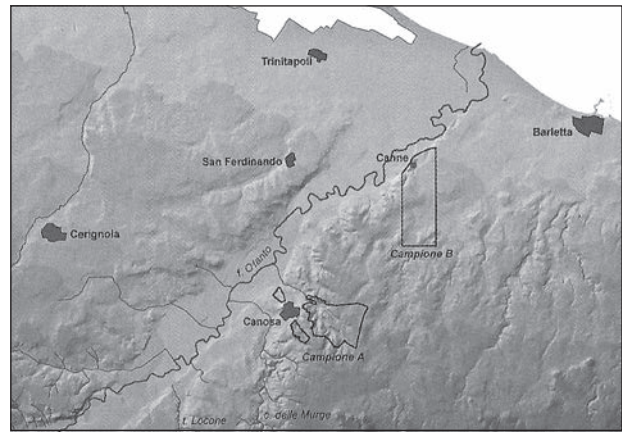 Trinitapoli
Barletta
San Ferdinando
Canne
Cerignola
Campione B
f. Ofanto
Canosa
Campione A
t. Locone
c. delle Murge